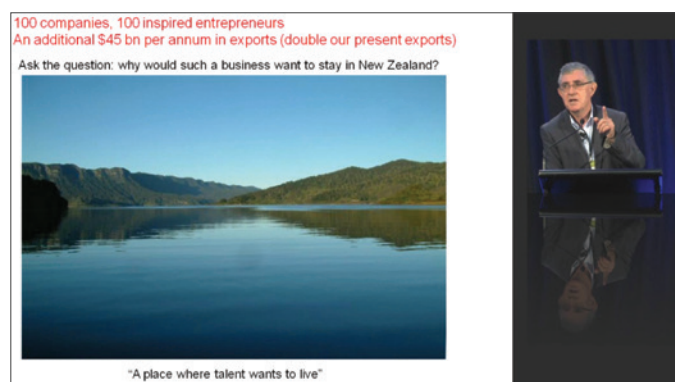 100 companies, 100 inspired entrepreneurs
An additional $45 bn per annum in exports (double our present exports)
Ask the question: why would such a business want to stay in New Zealand?
“A place where talent wants to live”